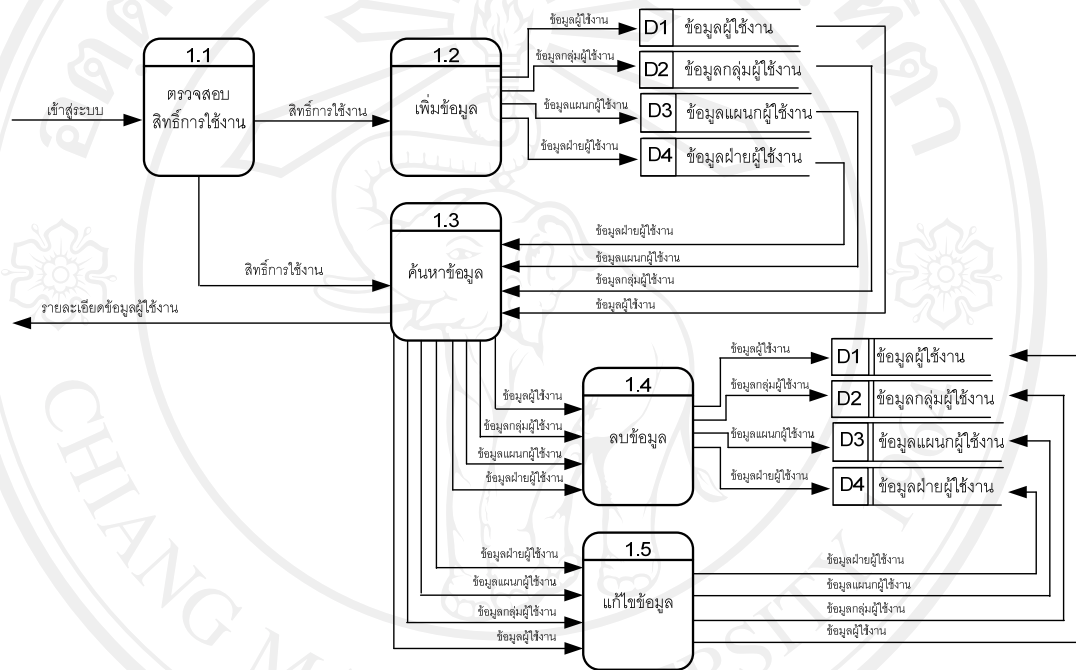 ข้อมูลผู้ใช้งาน
D1 ข้อมูลผู้ใช้งาน
1.1
1.2
ข้อมูลกลุ่มผู้ใช้งาน
D2 ข้อมูลกลุ่มผู้ใช้งาน
เข้าสู่ระบบ
ตรวจสอบ
สิทธิ์การใช้งาน
สิทธิ์การใช้งาน
เพิ่มข้อมูล
ข้อมูลแผนกผู้ใช้งาน
D3 ข้อมูลแผนกผู้ใช้งาน
ข้อมูลฝ่ายผู้ใช้งาน
D4 ข้อมูลฝ่ายผู้ใช้งาน
1.3
ค้นหาข้อมูล
สิทธิ์การใช้งาน
ข้อมูลฝ่ายผู้ใช้งาน
ข้อมูลแผนกผู้ใช้งาน
ข้อมูลกลุ่มผู้ใช้งาน
ข้อมูลผู้ใช้งาน
รายละเอียดข้อมูลผู้ใช้งาน
ข้อมูลผู้ใช้งาน
D1 ข้อมูลผู้ใช้งาน
1.4
ข้อมูลกลุ่มผู้ใช้งาน
D2 ข้อมูลกลุ่มผู้ใช้งาน
ข้อมูลผู้ใช้งาน
ข้อมูลกลุ่มผู้ใช้งาน
ลบข้อมูล
ข้อมูลแผนกผู้ใช้งาน
D3 ข้อมูลแผนกผู้ใช้งาน
ข้อมูลแผนกผู้ใช้งาน
ข้อมูลฝ่ายผู้ใช้งาน
ข้อมูลฝ่ายผู้ใช้งาน
D4 ข้อมูลฝ่ายผู้ใช้งาน
1.5
แก้ไขข้อมูล
ข้อมูลฝ่ายผู้ใช้งาน
ข้อมูลแผนกผู้ใช้งาน
ข้อมูลกลุ่มผู้ใช้งาน
ข้อมูลผู้ใช้งาน
ข้อมูลฝ่ายผู้ใช้งาน
ข้อมูลแผนกผู้ใช้งาน
ข้อมูลกลุ่มผู้ใช้งาน
ข้อมูลผู้ใช้งาน